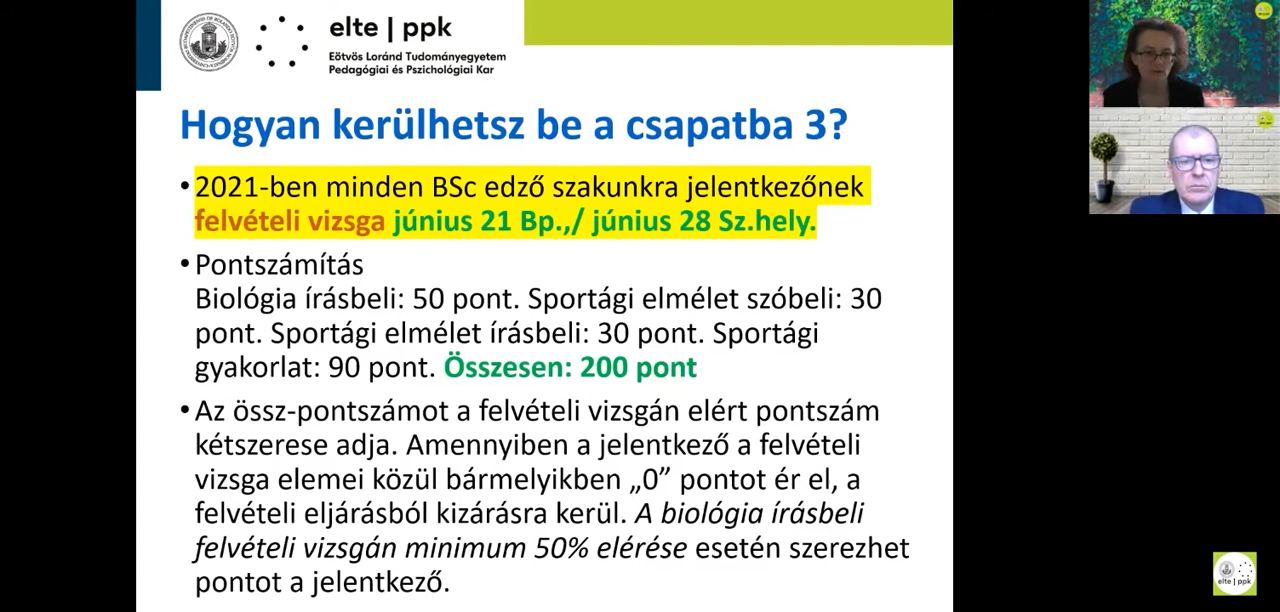 elte | ppk
Eötvös Loránd Tudományegyetem
Pedagógiai és Pszichológiai Kar
Hogyan kerülhetsz be a csapatba 3?
• 2021-ben minden BSc edző szakunkra jelentkezőnek
felvételi vizsga június 21 Bp.,/ június 28 Sz.hely.
• Pontszámítás
Biológia írásbeli: 50 pont. Sportági elmélet szóbeli: 30
pont. Sportági elmélet írásbeli: 30 pont. Sportági
gyakorlat: 90 pont. Összesen: 200 pont
• Az össz-pontszámot a felvételi vizsgán elért pontszám
kétszerese adja. Amennyiben a jelentkező a felvételi
vizsga elemei közül bármelyikben „0” pontot ér el, a
felvételi eljárásból kizárásra kerül. A biológia írásbeli
felvételi vizsgán minimum 50% elérése esetén szerezhet
pontot a jelentkező.
elte | ppk